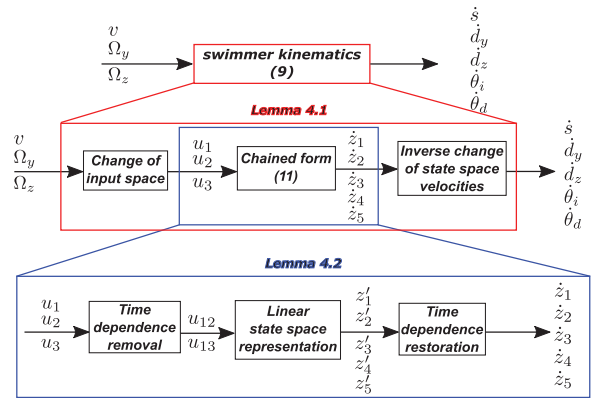 v
Ω_y
Ω_z
swimmer kinematics
(9)
ṡ
ḋ_y
ḋ_z
θ̇_i
θ̇_d
Lemma 4.1
v
Ω_y
Ω_z
Change of
input space
u_1
u_2
u_3
Chained form
(11)
ż_1
ż_2
ż_3
ż_4
ż_5
Inverse change
of state space
velocities
ṡ
ḋ_y
ḋ_z
θ̇_i
θ̇_d
Lemma 4.2
u_1
u_2
u_3
Time
dependence
removal
u_12
u_13
Linear
state space
representation
z'_1
z'_2
z'_3
z'_4
z'_5
Time
dependence
restoration
ż_1
ż_2
ż_3
ż_4
ż_5